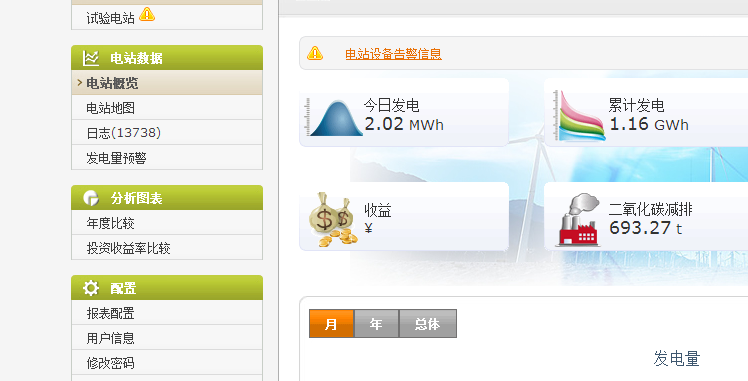 试验电站
电站数据
电站概览
电站地图
日志(13738)
发电量预警
分析图表
年度比较
投资收益率比较
配置
报表配置
用户信息
修改密码
电站设备告警信息
今日发电
2.02 MWh
累计发电
1.16 GWh
收益
¥
二氧化碳减排
693.27 t
月 年 总体
发电量